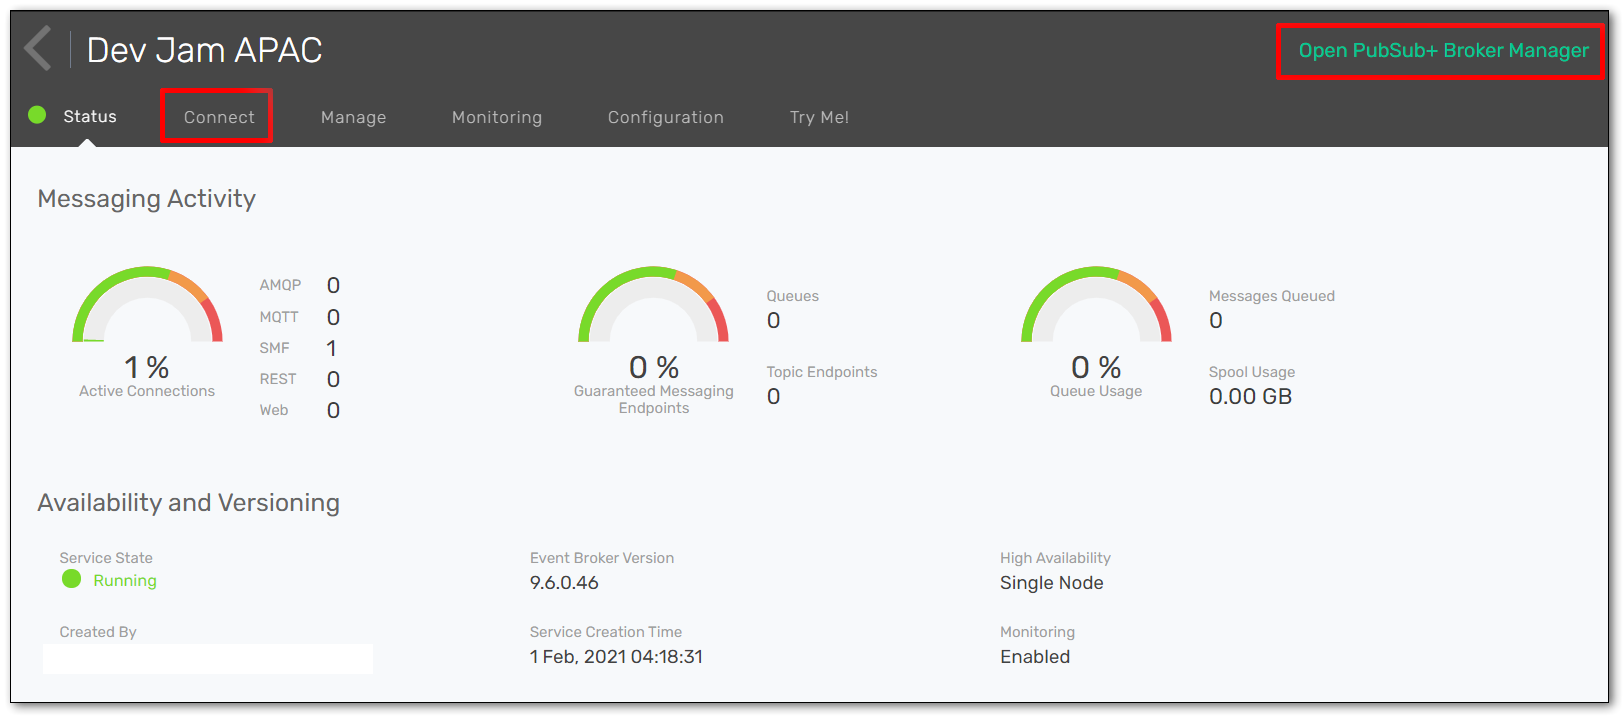 Dev Jam APAC
Open PubSub+ Broker Manager
Status
Connect
Manage
Monitoring
Configuration
Try Me!
Messaging Activity
1 %
Active Connections
AMQP 0
MQTT 0
SMF 1
REST 0
Web 0
0 %
Guaranteed Messaging
Endpoints
Queues
0
Topic Endpoints
0
0 %
Queue Usage
Messages Queued
0
Spool Usage
0.00 GB
Availability and Versioning
Service State
Running
Event Broker Version
9.6.0.46
High Availability
Single Node
Created By
Service Creation Time
1 Feb, 2021 04:18:31
Monitoring
Enabled